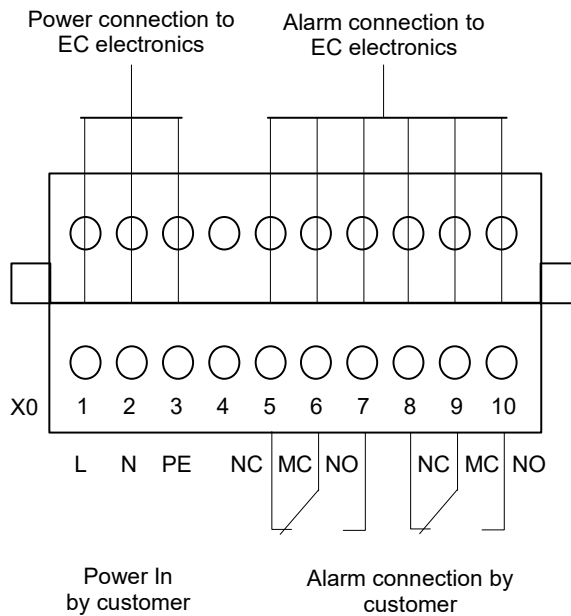 Power connection to
EC electronics
Alarm connection to
EC electronics
X0 1 2 3 4 5 6 7 8 9 10
L N PE NC MC NO NC MC NO
Power In
by customer
Alarm connection by
customer